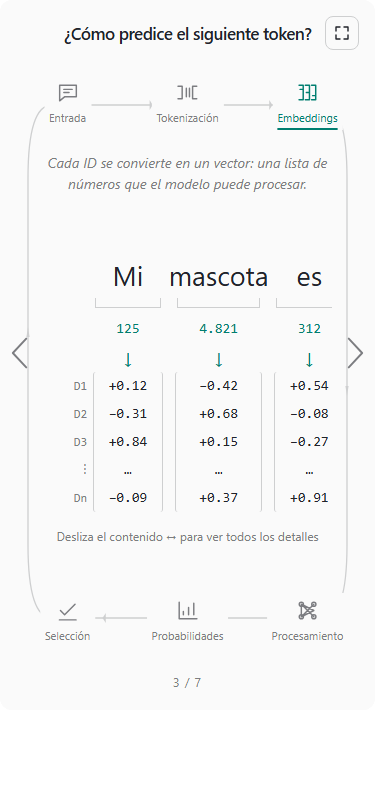 ¿Cómo predice el siguiente token?
Entrada Tokenización Embeddings
Cada ID se convierte en un vector: una lista de
números que el modelo puede procesar.
Mi mascota es
125 4.821 312
↓ ↓ ↓
D1 +0.12 −0.42 +0.54
D2 −0.31 +0.68 −0.08
D3 +0.84 +0.15 −0.27
⋮ … … …
Dn −0.09 +0.37 +0.91
Desliza el contenido ↔ para ver todos los detalles
Selección Probabilidades Procesamiento
3 / 7